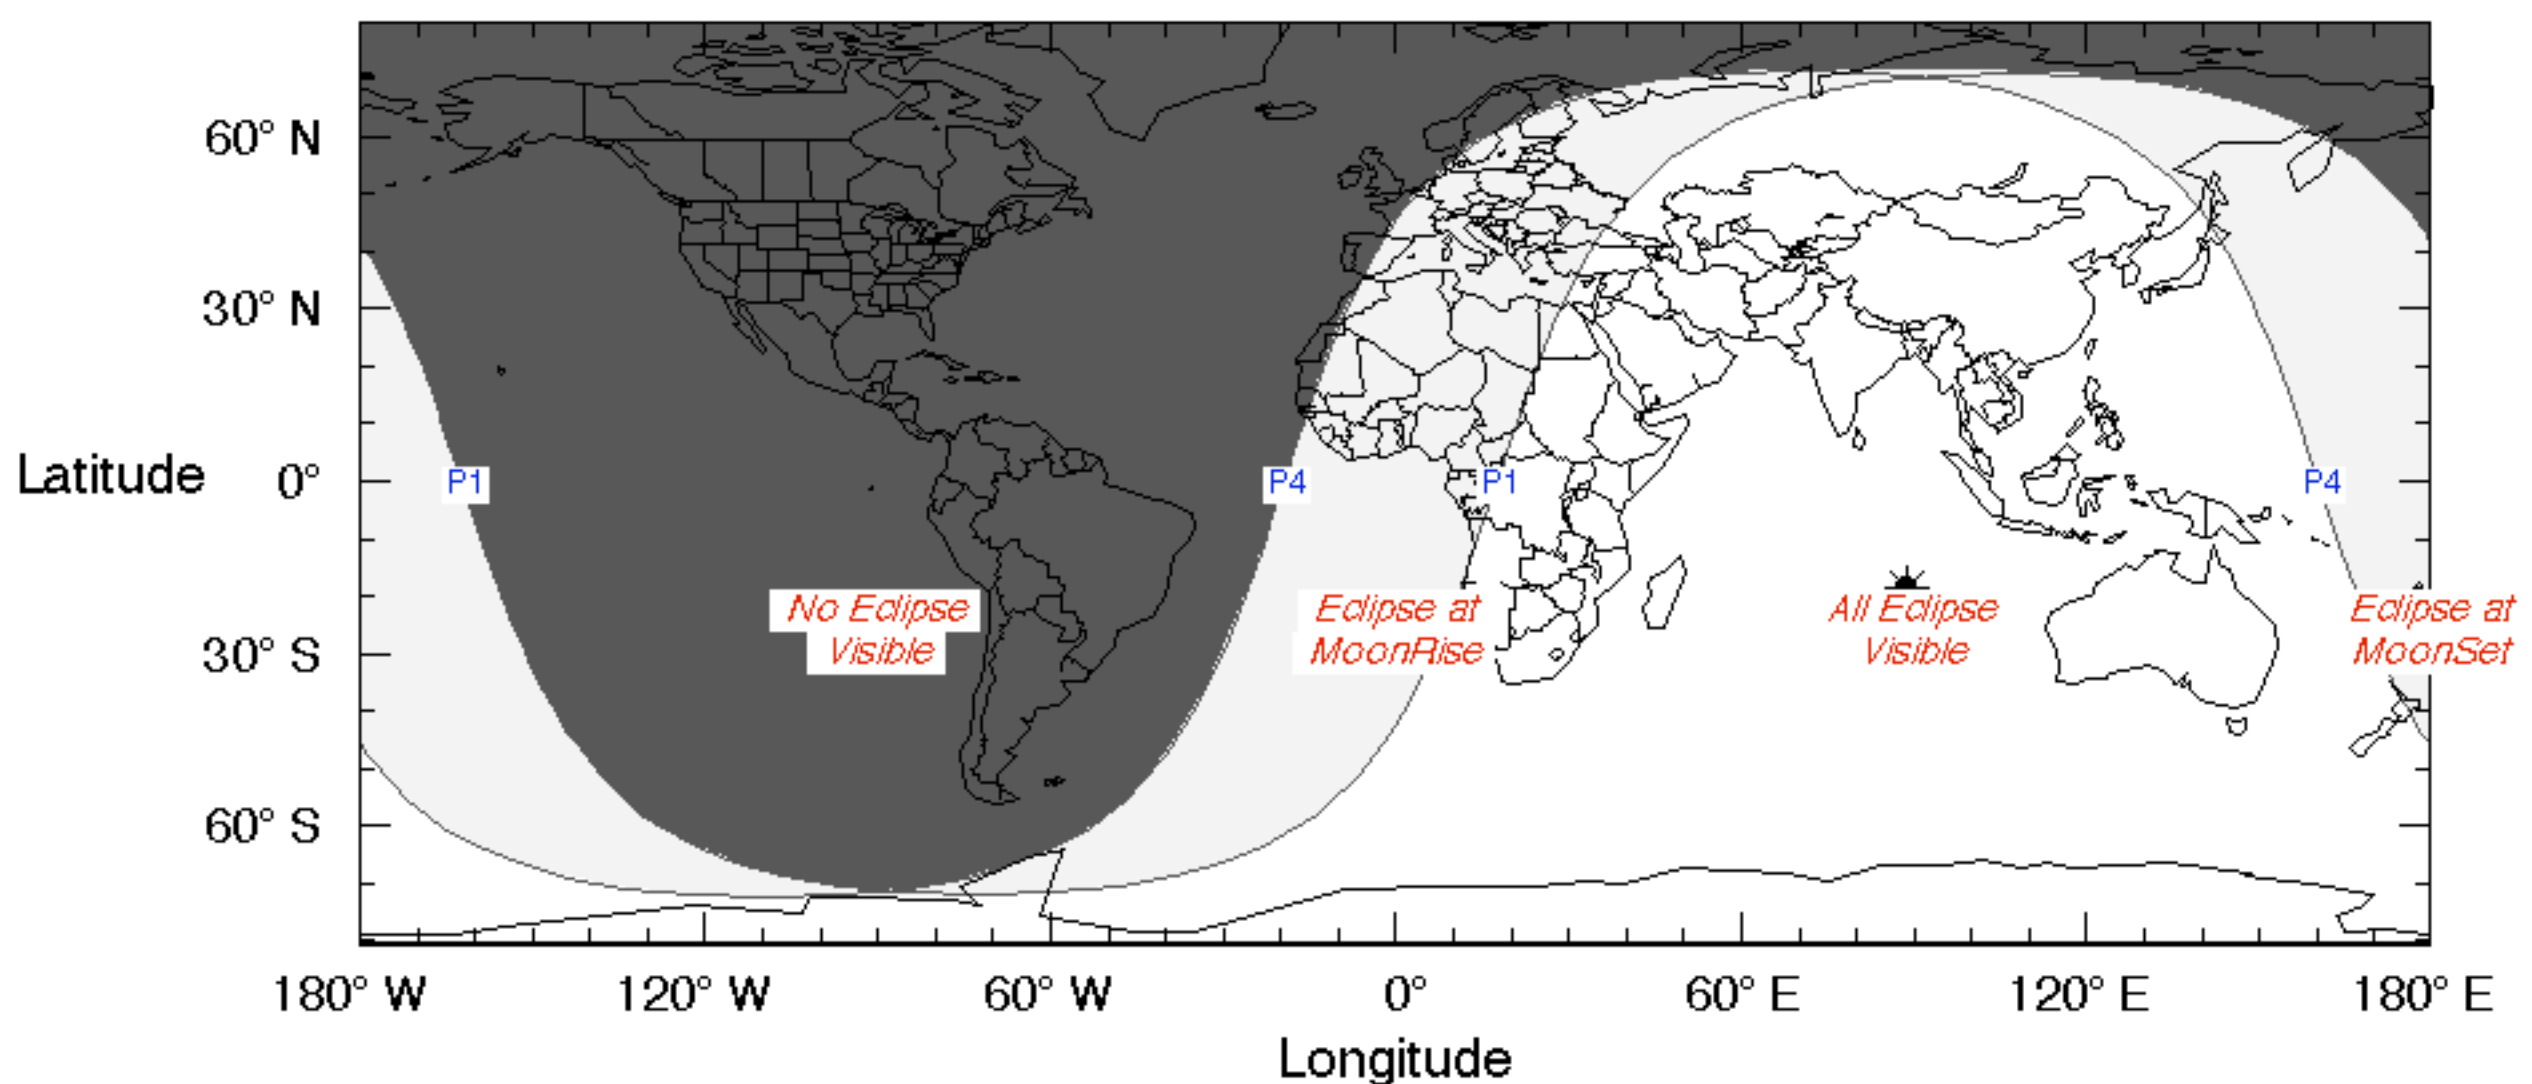 60° N
30° N
Latitude
0°
P1
P4
P1
P4
No Eclipse
Visible
Eclipse at
MoonRise
All Eclipse
Visible
Eclipse at
MoonSet
30° S
60° S
180° W
120° W
60° W
0°
60° E
120° E
180° E
Longitude